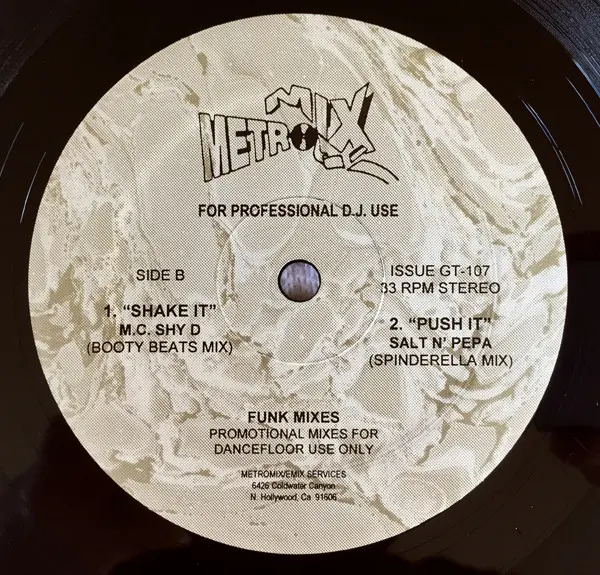 METROMIX
MIX
FOR PROFESSIONAL D.J. USE
SIDE B
1. "SHAKE IT"
M.C. SHY D
(BOOTY BEATS MIX)
ISSUE GT-107
33 RPM STEREO
2. "PUSH IT"
SALT N' PEPA
(SPINDERELLA MIX)
FUNK MIXES
PROMOTIONAL MIXES FOR
DANCEFLOOR USE ONLY
METROMIX/EMIX SERVICES
6426 Coldwater Canyon
N. Hollywood, Ca 91606